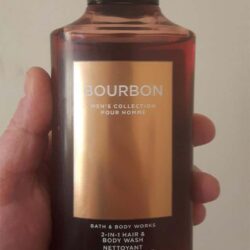 BOURBON
MEN'S COLLECTION
POUR HOMME
BATH & BODY WORKS
2-IN-1 HAIR &
BODY WASH
NETTOYANT